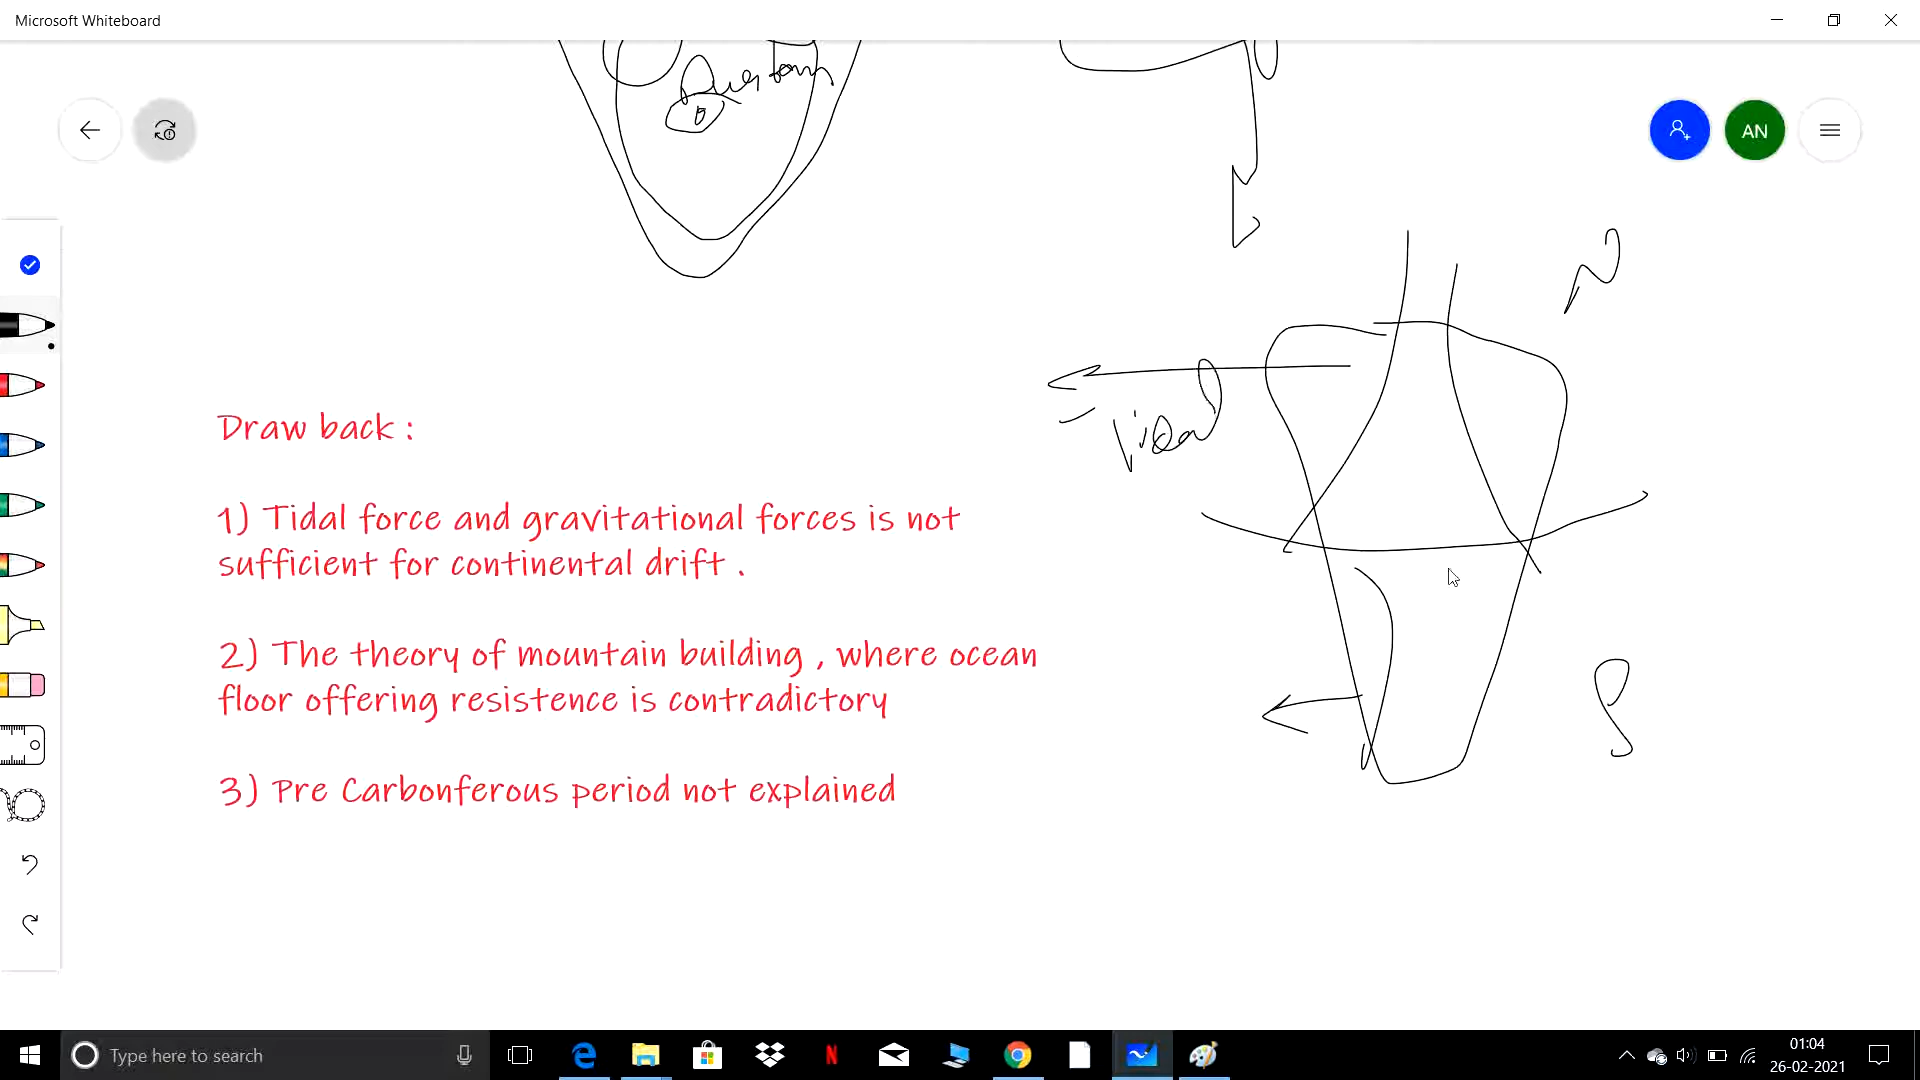 Microsoft Whiteboard
AN
N
Tidal
Draw back :
1) Tidal force and gravitational forces is not
sufficient for continental drift .
2) The theory of mountain building , where ocean
floor offering resistence is contradictory
S
3) Pre Carbonferous period not explained
Type here to search
01:04
26-02-2021